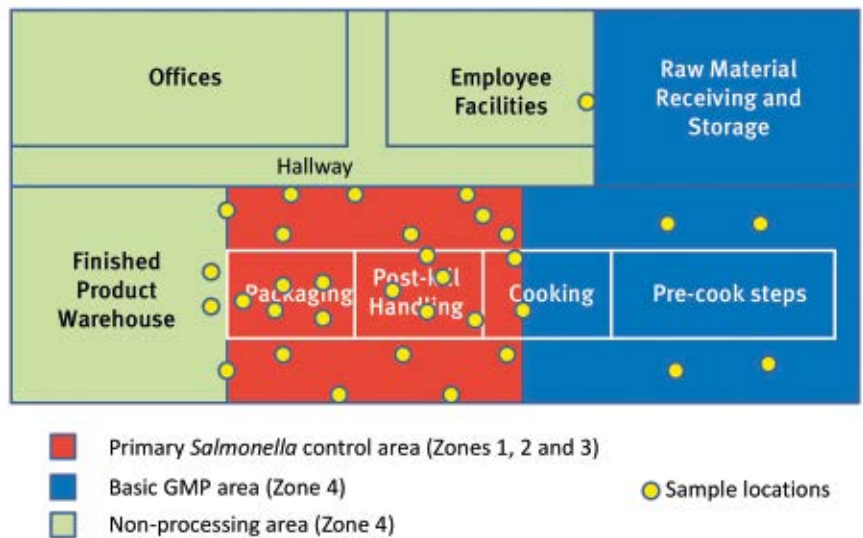 Offices
Employee
Facilities
Raw Material
Receiving and
Storage
Hallway
Finished
Product
Warehouse
Packaging
Post-kill
Handling
Cooking
Pre-cook steps
Primary Salmonella control area (Zones 1, 2 and 3)
Basic GMP area (Zone 4)
Sample locations
Non-processing area (Zone 4)